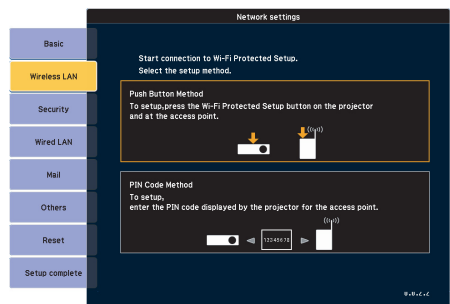 Network settings
Basic
Wireless LAN
Security
Wired LAN
Mail
Others
Reset
Setup complete
Start connection to Wi-Fi Protected Setup.
Select the setup method.
Push Button Method
To setup,press the Wi-Fi Protected Setup button on the projector
and at the access point.
PIN Code Method
To setup,
enter the PIN code displayed by the projector for the access point.
12345678